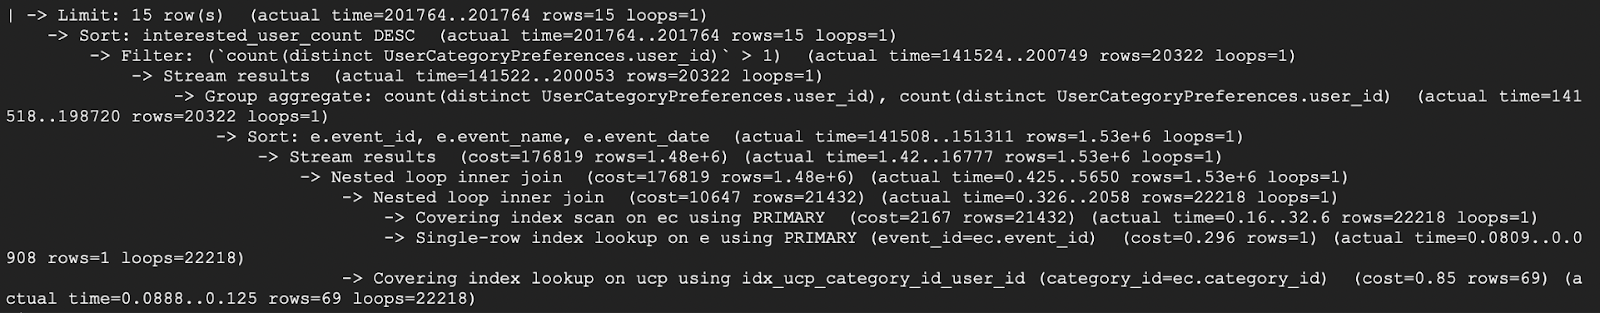 | -> Limit: 15 row(s)  (actual time=201764..201764 rows=15 loops=1)
    -> Sort: interested_user_count DESC  (actual time=201764..201764 rows=15 loops=1)
        -> Filter: (`count(distinct UserCategoryPreferences.user_id)` > 1)  (actual time=141524..200749 rows=20322 loops=1)
            -> Stream results  (actual time=141522..200053 rows=20322 loops=1)
                -> Group aggregate: count(distinct UserCategoryPreferences.user_id), count(distinct UserCategoryPreferences.user_id)  (actual time=141
518..198720 rows=20322 loops=1)
                    -> Sort: e.event_id, e.event_name, e.event_date  (actual time=141508..151311 rows=1.53e+6 loops=1)
                        -> Stream results  (cost=176819 rows=1.48e+6) (actual time=1.42..16777 rows=1.53e+6 loops=1)
                            -> Nested loop inner join  (cost=176819 rows=1.48e+6) (actual time=0.425..5650 rows=1.53e+6 loops=1)
                                -> Nested loop inner join  (cost=10647 rows=21432) (actual time=0.326..2058 rows=22218 loops=1)
                                    -> Covering index scan on ec using PRIMARY  (cost=2167 rows=21432) (actual time=0.16..32.6 rows=22218 loops=1)
                                    -> Single-row index lookup on e using PRIMARY (event_id=ec.event_id)  (cost=0.296 rows=1) (actual time=0.0809..0.0
908 rows=1 loops=22218)
                                -> Covering index lookup on ucp using idx_ucp_category_id_user_id (category_id=ec.category_id)  (cost=0.85 rows=69) (a
ctual time=0.0888..0.125 rows=69 loops=22218)